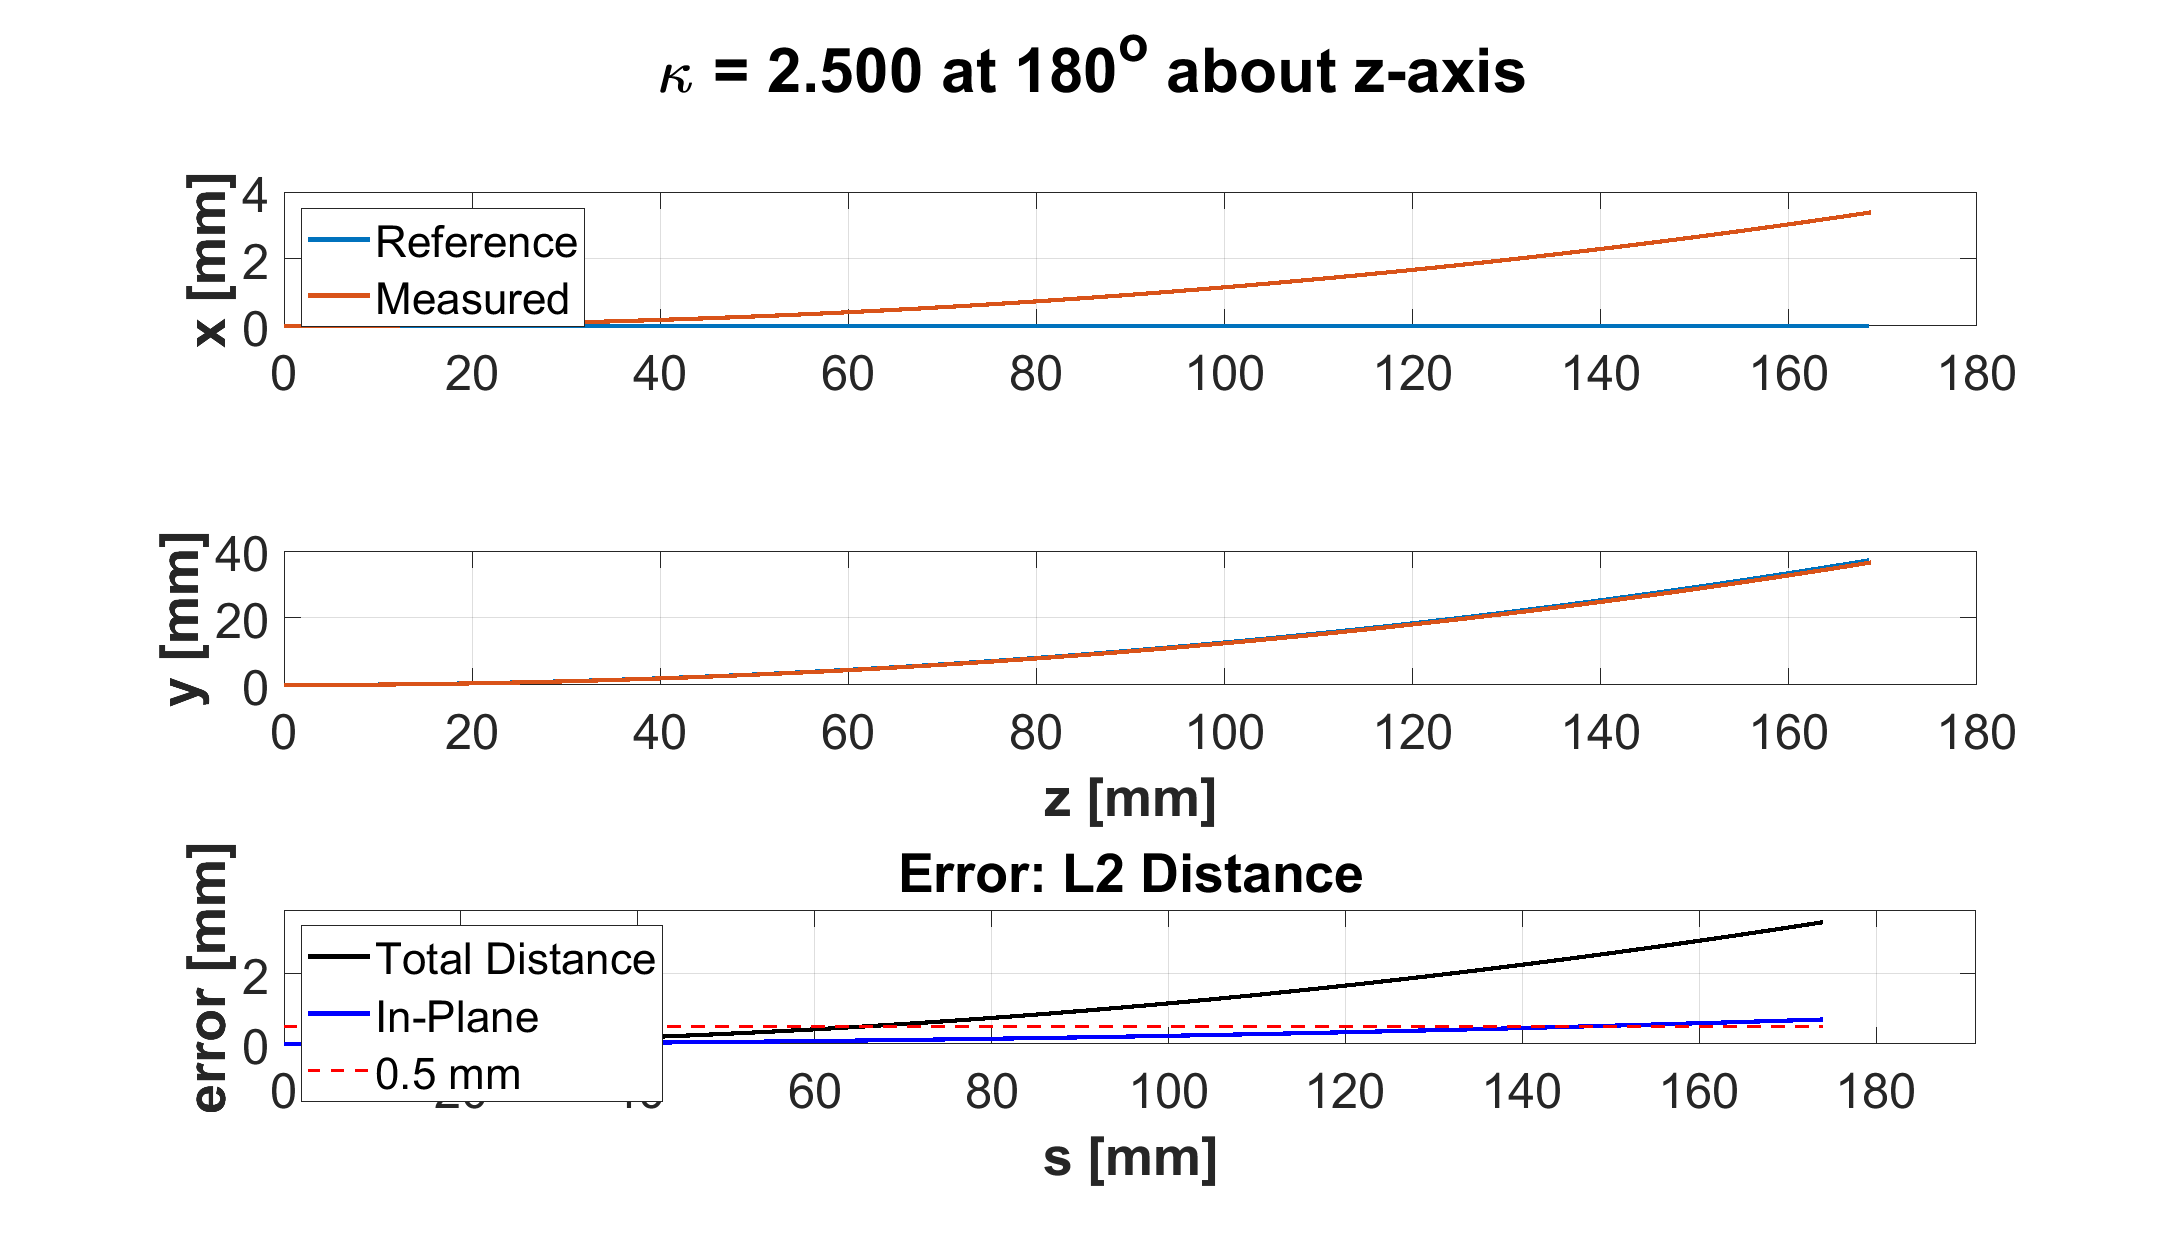 κ = 2.500 at 180° about z-axis
x [mm]
4
2
0
Reference
Measured
0 20 40 60 80 100 120 140 160 180
y [mm]
40
20
0
0 20 40 60 80 100 120 140 160 180
z [mm]
Error: L2 Distance
error [mm]
2
0
Total Distance
In-Plane
0.5 mm
0 20 40 60 80 100 120 140 160 180
s [mm]